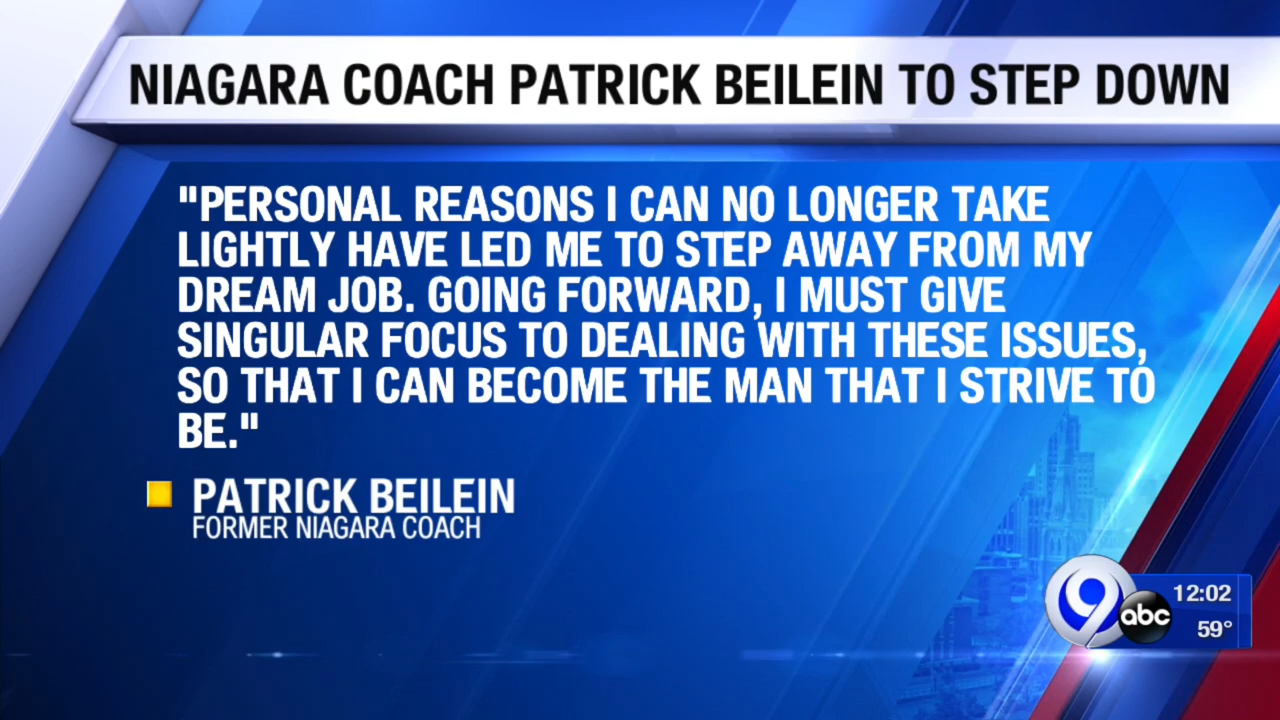 NIAGARA COACH PATRICK BEILEIN TO STEP DOWN
"PERSONAL REASONS I CAN NO LONGER TAKE
LIGHTLY HAVE LED ME TO STEP AWAY FROM MY
DREAM JOB. GOING FORWARD, I MUST GIVE
SINGULAR FOCUS TO DEALING WITH THESE ISSUES,
SO THAT I CAN BECOME THE MAN THAT I STRIVE TO
BE."
PATRICK BEILEIN
FORMER NIAGARA COACH
9 abc 12:02
59°